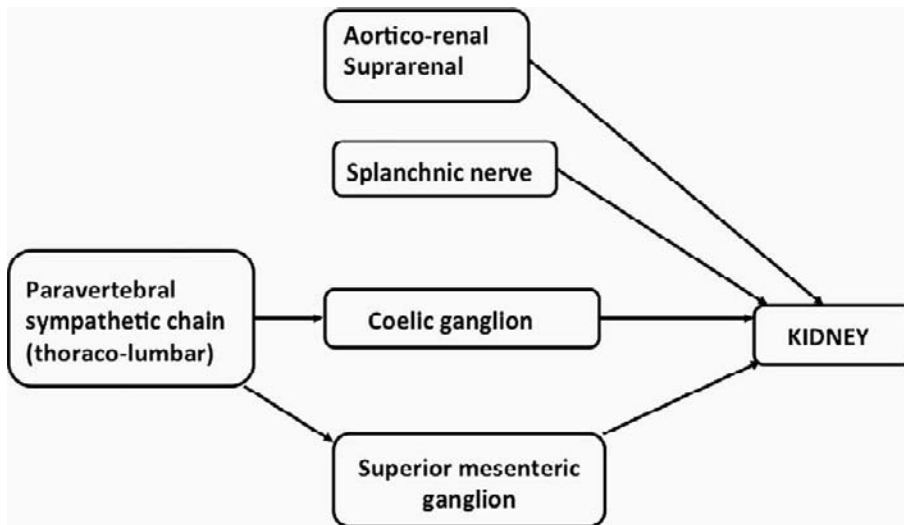 Aortico-renal
Suprarenal
Splanchnic nerve
Paravertebral
sympathetic chain
(thoraco-lumbar)
Coelic ganglion
KIDNEY
Superior mesenteric
ganglion